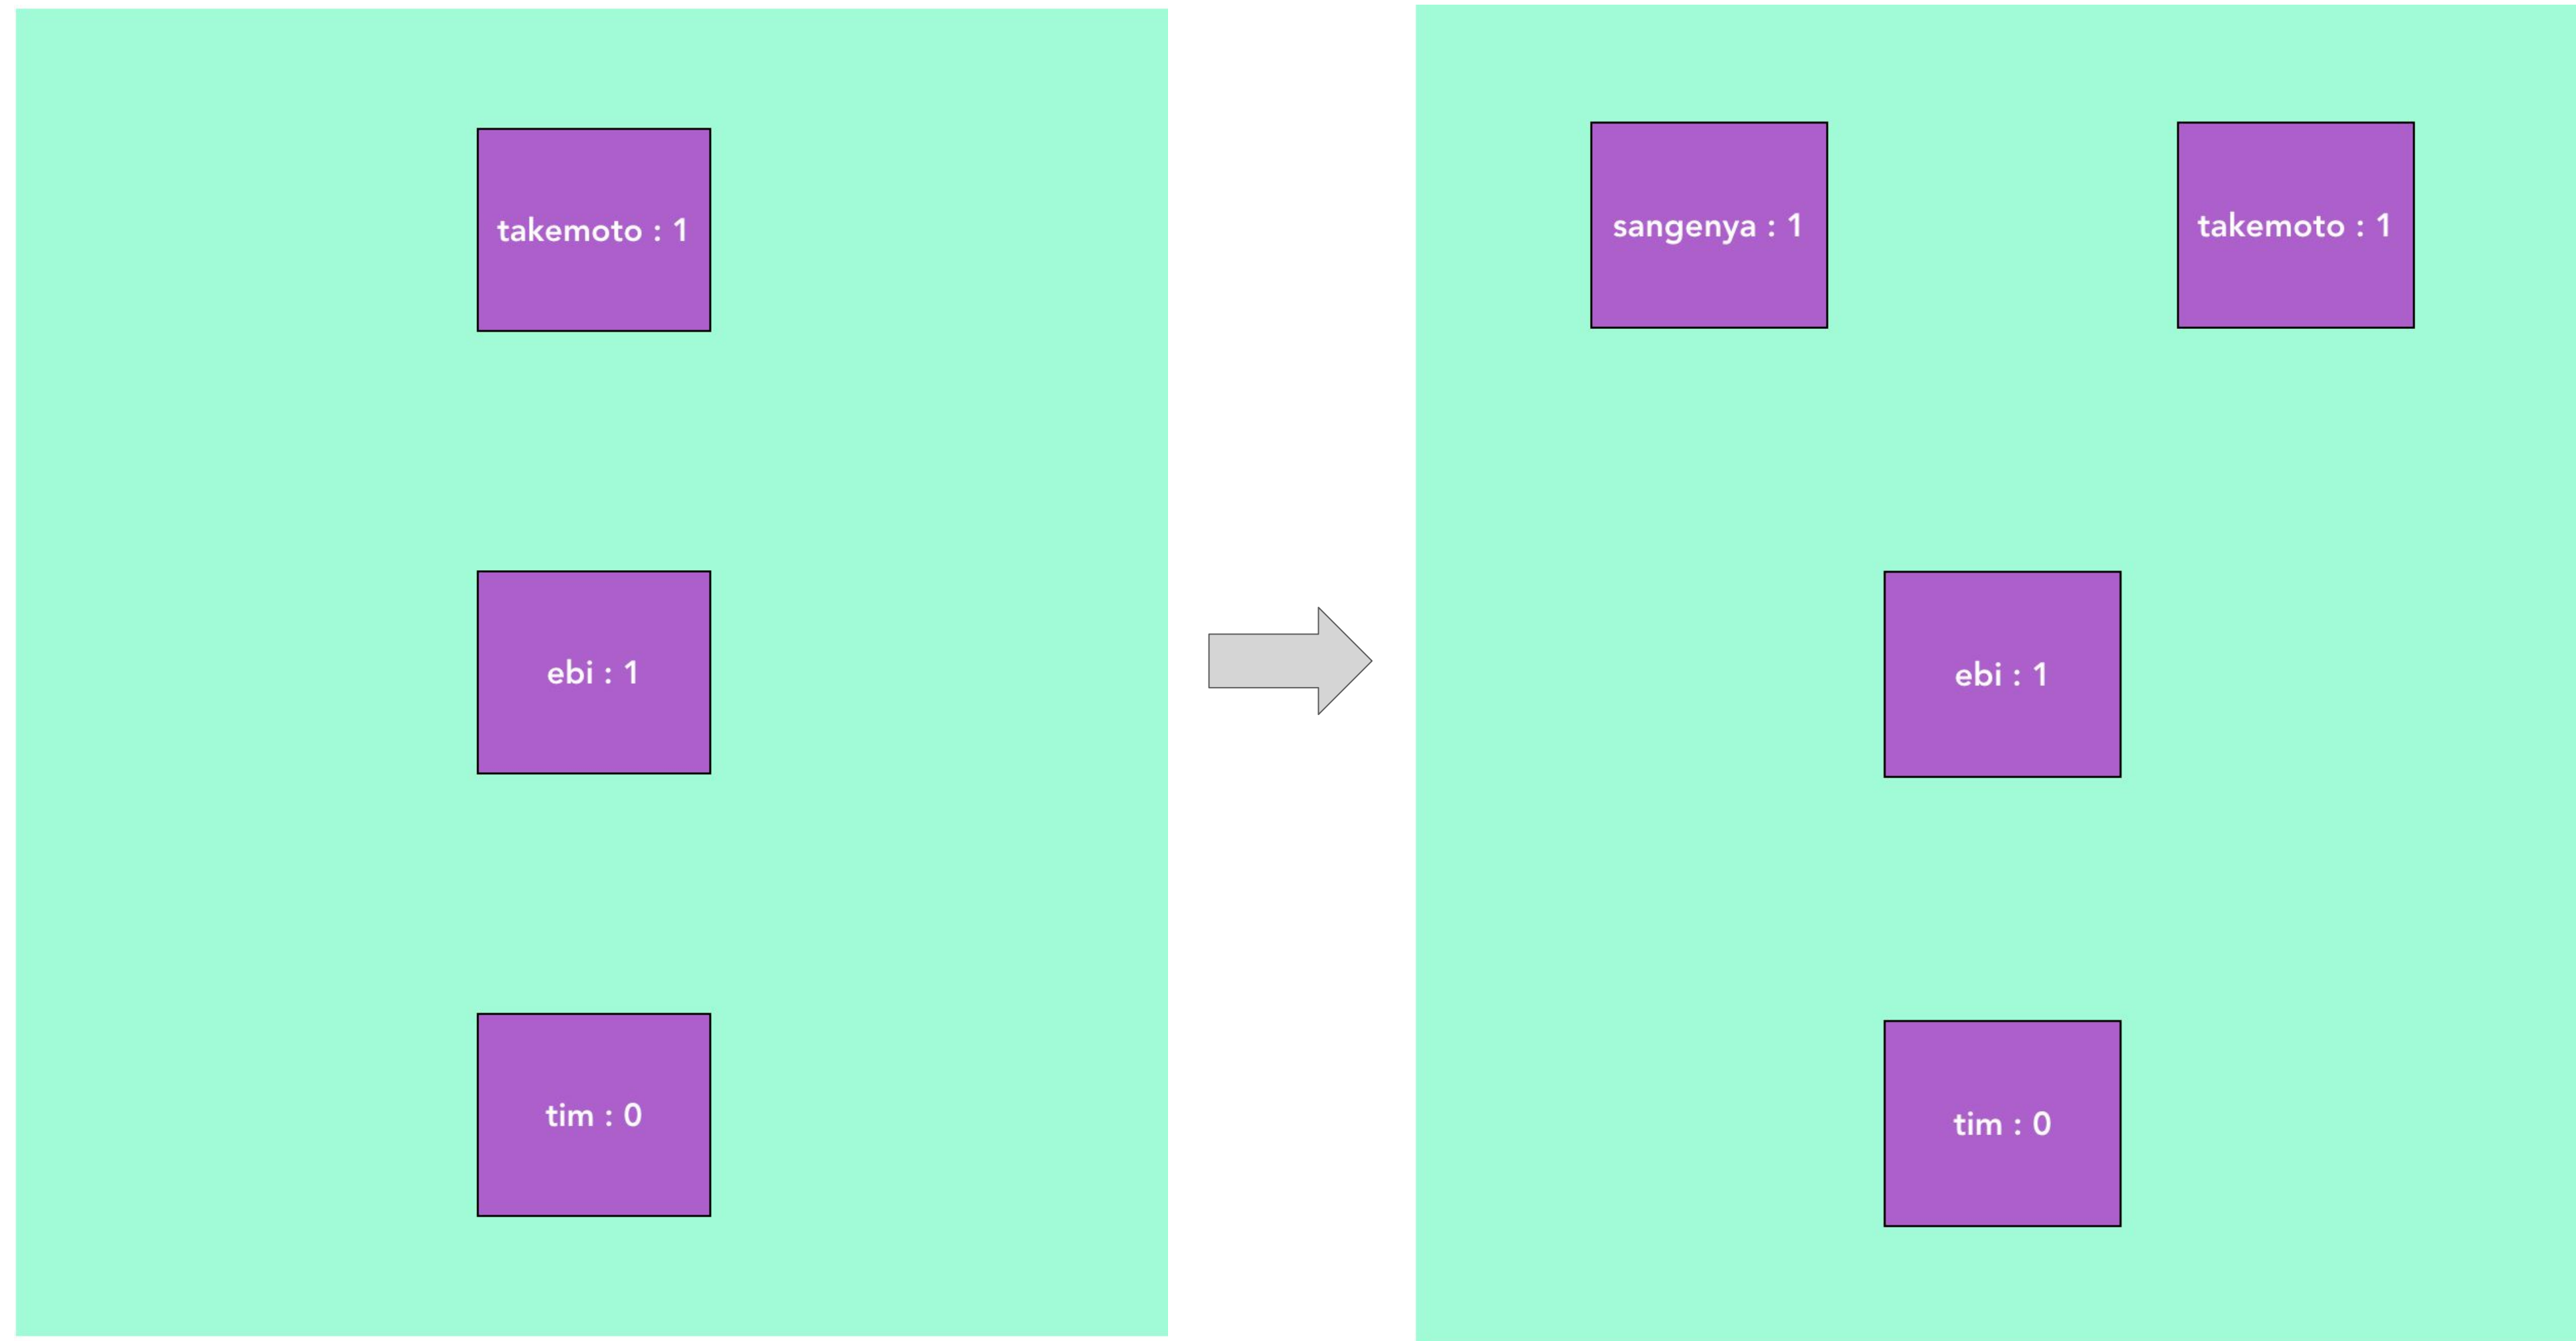 takemoto : 1
ebi : 1
tim : 0
sangenya : 1
takemoto : 1
ebi : 1
tim : 0